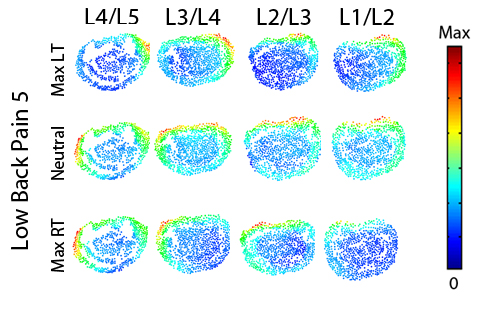 L4/L5 L3/L4 L2/L3 L1/L2
Max
Low Back Pain 5
Max LT
Neutral
Max RT
0